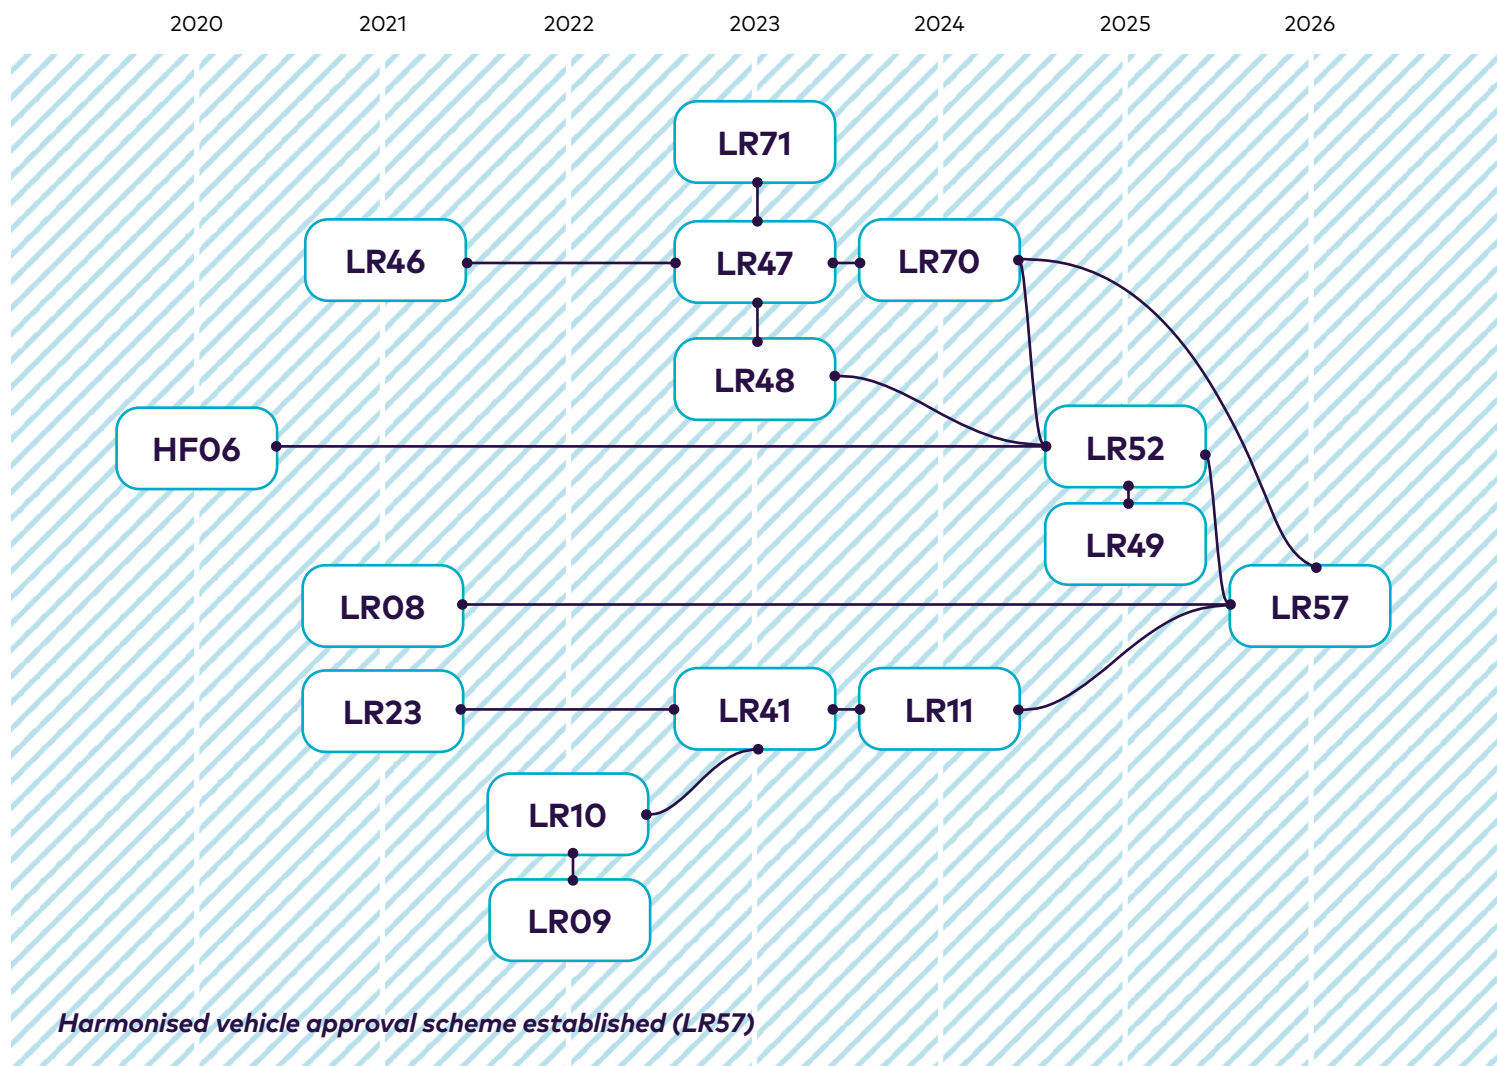 2020 2021 2022 2023 2024 2025 2026
LR71
LR46 LR47 LR70
LR48
HF06 LR52
LR49
LR08 LR57
LR23 LR41 LR11
LR10
LR09
Harmonised vehicle approval scheme established (LR57)